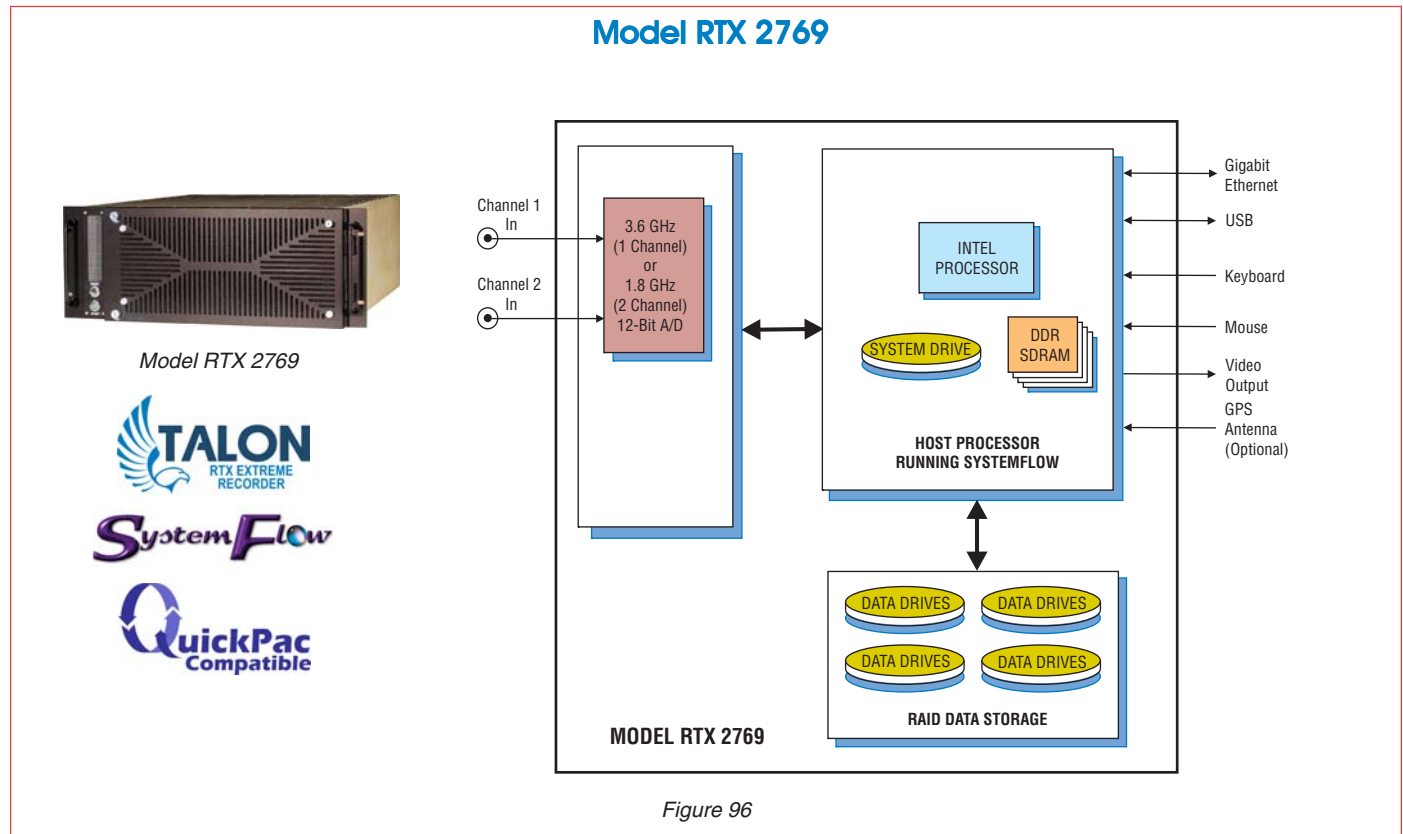 Model RTX 2769
Model RTX 2769
TALON
RTX EXTREME
RECORDER
SystemFlow
QuickPac
Compatible
Channel 1
In
Channel 2
In
3.6 GHz
(1 Channel)
or
1.8 GHz
(2 Channel)
12-Bit A/D
INTEL
PROCESSOR
SYSTEM DRIVE
DDR
SDRAM
HOST PROCESSOR
RUNNING SYSTEMFLOW
Gigabit
Ethernet
USB
Keyboard
Mouse
Video
Output
GPS
Antenna
(Optional)
DATA DRIVES
DATA DRIVES
DATA DRIVES
DATA DRIVES
RAID DATA STORAGE
MODEL RTX 2769
Figure 96